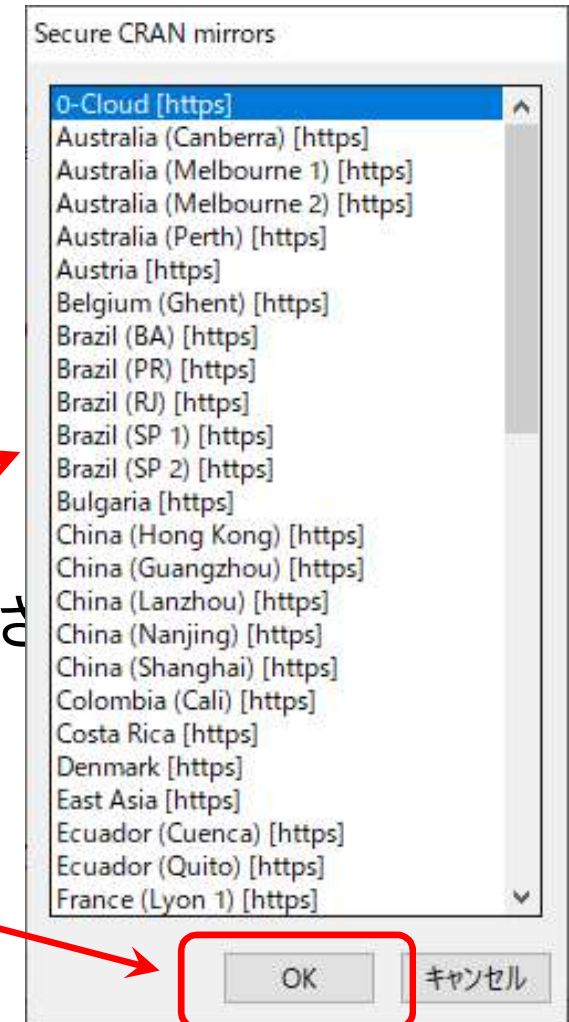 Secure CRAN mirrors
0-Cloud [https]
Australia (Canberra) [https]
Australia (Melbourne 1) [https]
Australia (Melbourne 2) [https]
Australia (Perth) [https]
Austria [https]
Belgium (Ghent) [https]
Brazil (BA) [https]
Brazil (PR) [https]
Brazil (RJ) [https]
Brazil (SP 1) [https]
Brazil (SP 2) [https]
Bulgaria [https]
China (Hong Kong) [https]
China (Guangzhou) [https]
China (Lanzhou) [https]
さ
China (Nanjing) [https]
China (Shanghai) [https]
Colombia (Cali) [https]
Costa Rica [https]
Denmark [https]
East Asia [https]
Ecuador (Cuenca) [https]
Ecuador (Quito) [https]
France (Lyon 1) [https]
OK キャンセル